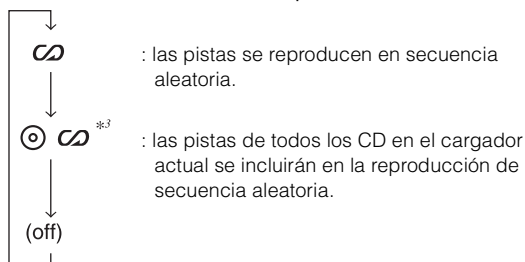 : las pistas se reproducen en secuencia
aleatoria.
*3
: las pistas de todos los CD en el cargador
actual se incluirán en la reproducción de
secuencia aleatoria.
(off)